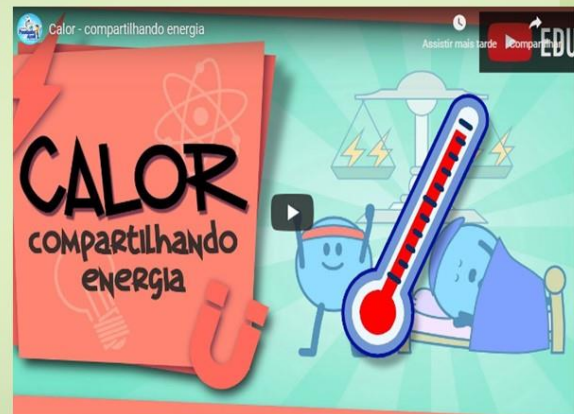 Calor - compartilhando energia
Assistir mais tarde
Compartilhar
EDU
CALOR
compartilhando
energia